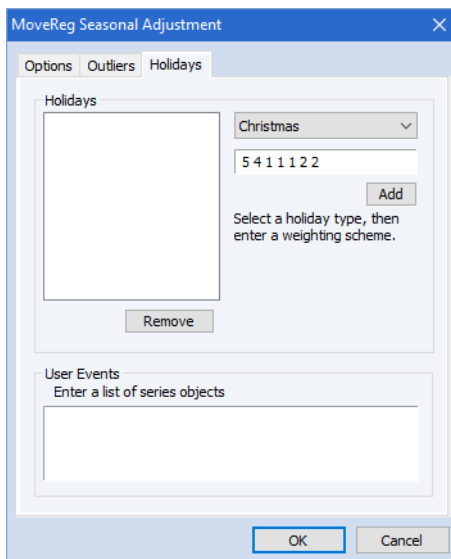 MoveReg Seasonal Adjustment
Options Outliers Holidays
Holidays
Christmas
5 4 1 1 1 2 2
Add
Select a holiday type, then
enter a weighting scheme.
Remove
User Events
Enter a list of series objects
OK Cancel